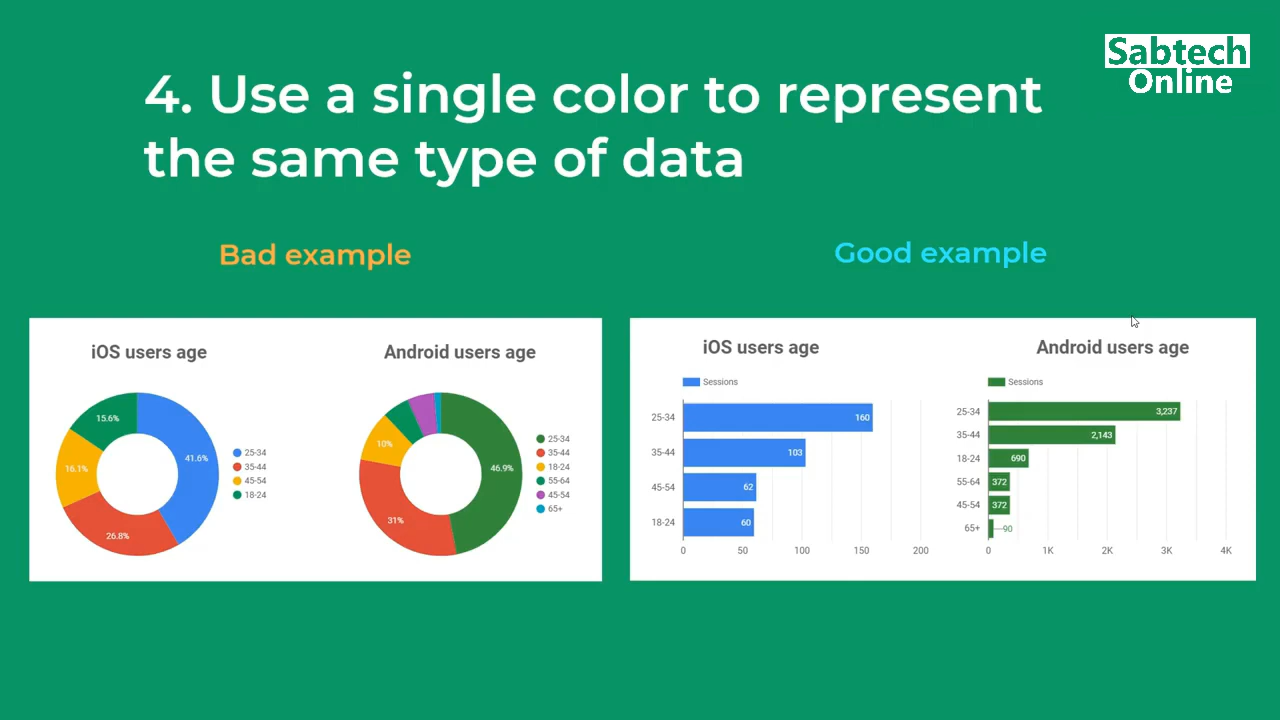 Sabtech
Online
4. Use a single color to represent
the same type of data
Bad example
Good example
iOS users age
41.6%
26.8%
16.1%
15.6%
25-34
35-44
45-54
18-24
Android users age
46.9%
31%
10%
25-34
35-44
18-24
55-64
45-54
65+
iOS users age
Sessions
25-34 160
35-44 103
45-54 62
18-24 60
0 50 100 150 200
Android users age
Sessions
25-34 3,237
35-44 2,143
18-24 690
55-64 372
45-54 372
65+ 90
0 1K 2K 3K 4K